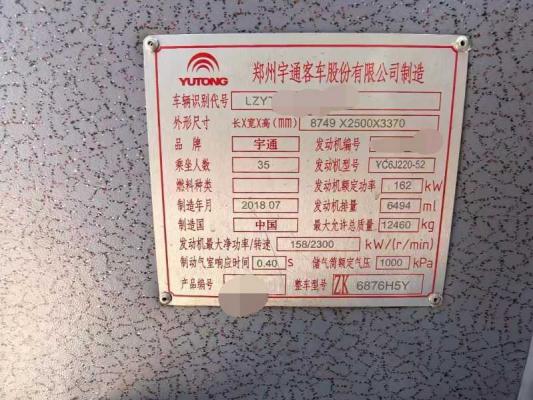 YUTONG
郑州宇通客车股份有限公司制造
车辆识别代号 LZY
外形尺寸 长X宽X高(mm) 8749 X2500X3370
品牌 宇通 发动机编号
乘坐人数 35 发动机型号 YC6J220-52
燃料种类 发动机额定功率 162 kW
制造年月 2018 07 发动机排量 6494 ml
制造国 中国 最大允许总质量 12460 kg
发动机最大净功率/转速 158/2300 kW/(r/min)
制动气室响应时间 0.40 S 储气筒额定气压 1000 kPa
产品编号 整车型号 ZK 6876H5Y